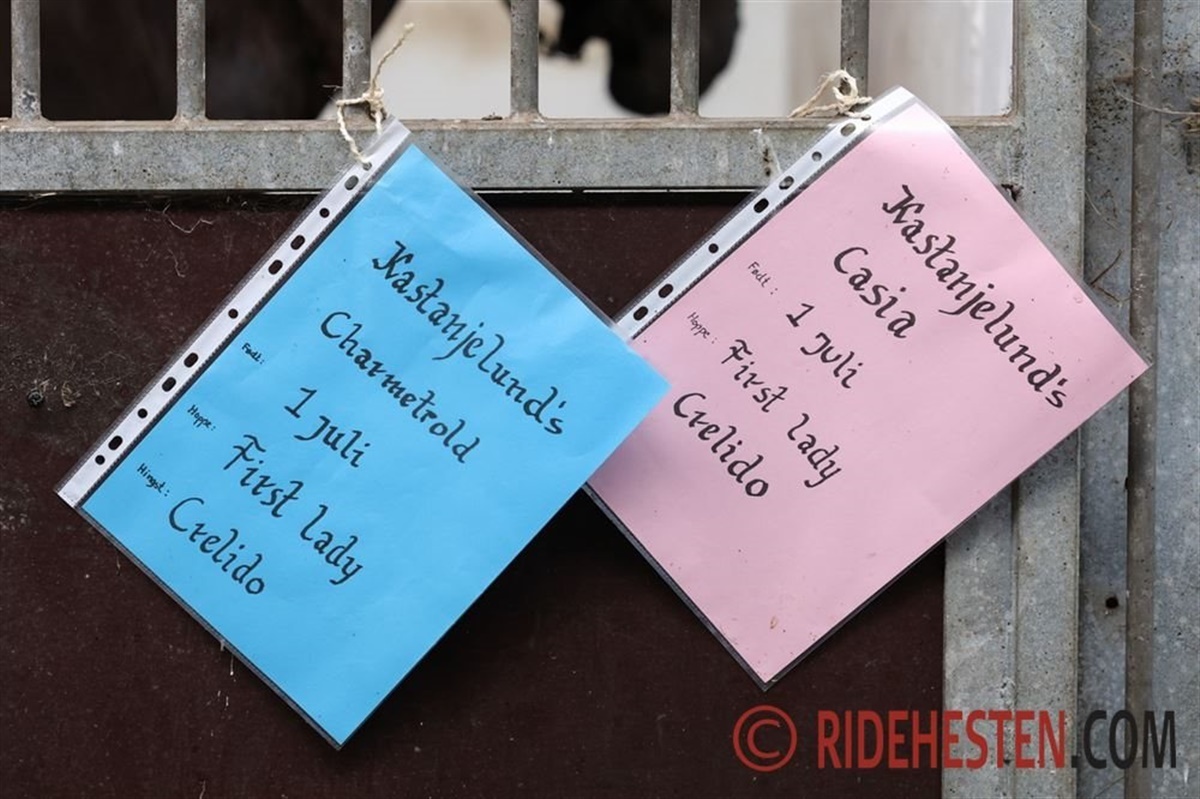 Kastanjelund's
Charmetrold
Født:
1 Juli
Hoppe:
First lady
Hingst:
Crelido
Kastanjelund's
Casia
Født:
1 Juli
Hoppe:
First lady
Crelido
© RIDEHESTEN.COM